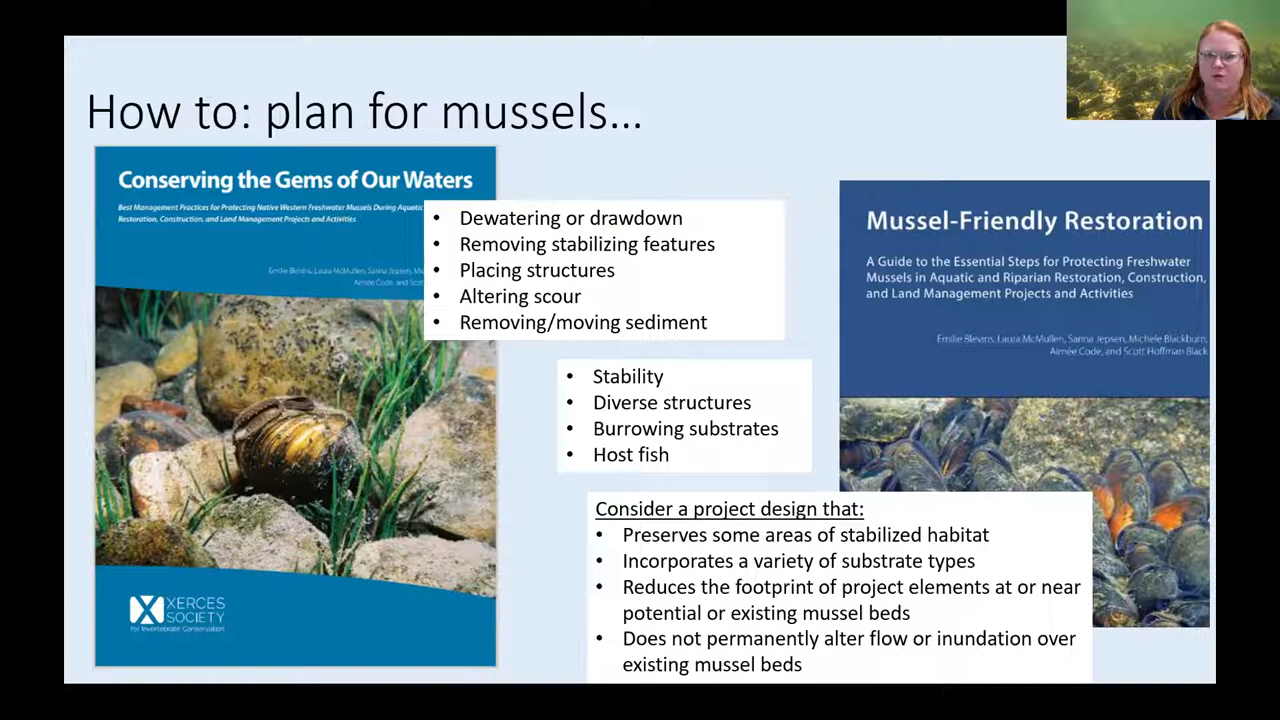 How to: plan for mussels...
Conserving the Gems of Our Waters
Best Management Practices for Protecting Native Western Freshwater Mussels During Aquatic
Restoration, Construction, and Land Management Projects and Activities
Emilie Blevins, Laura McMullen, Sarina Jepsen,
Aimée Code, and Scott
XERCES
SOCIETY
for Invertebrate Conservation
• Dewatering or drawdown
• Removing stabilizing features
• Placing structures
• Altering scour
• Removing/moving sediment
• Stability
• Diverse structures
• Burrowing substrates
• Host fish
Consider a project design that:
• Preserves some areas of stabilized habitat
• Incorporates a variety of substrate types
• Reduces the footprint of project elements at or near
potential or existing mussel beds
• Does not permanently alter flow or inundation over
existing mussel beds
Mussel-Friendly Restoration
A Guide to the Essential Steps for Protecting Freshwater
Mussels in Aquatic and Riparian Restoration, Construction,
and Land Management Projects and Activities
Emilie Blevins, Laura McMullen, Sarina Jepsen, Michele Blackburn,
Aimée Code, and Scott Hoffman Black